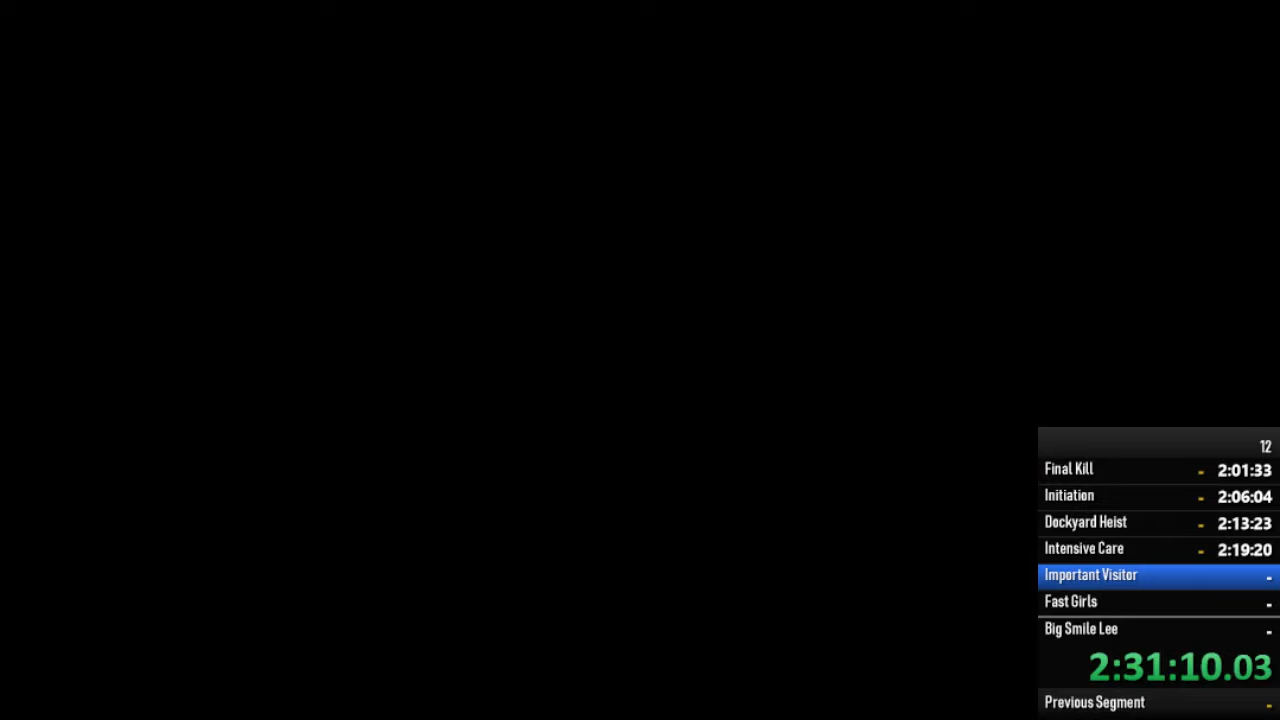 12
Final Kill - 2:01:33
Initiation - 2:06:04
Dockyard Heist - 2:13:23
Intensive Care - 2:19:20
Important Visitor -
Fast Girls -
Big Smile Lee -
2:31:10.03
Previous Segment -